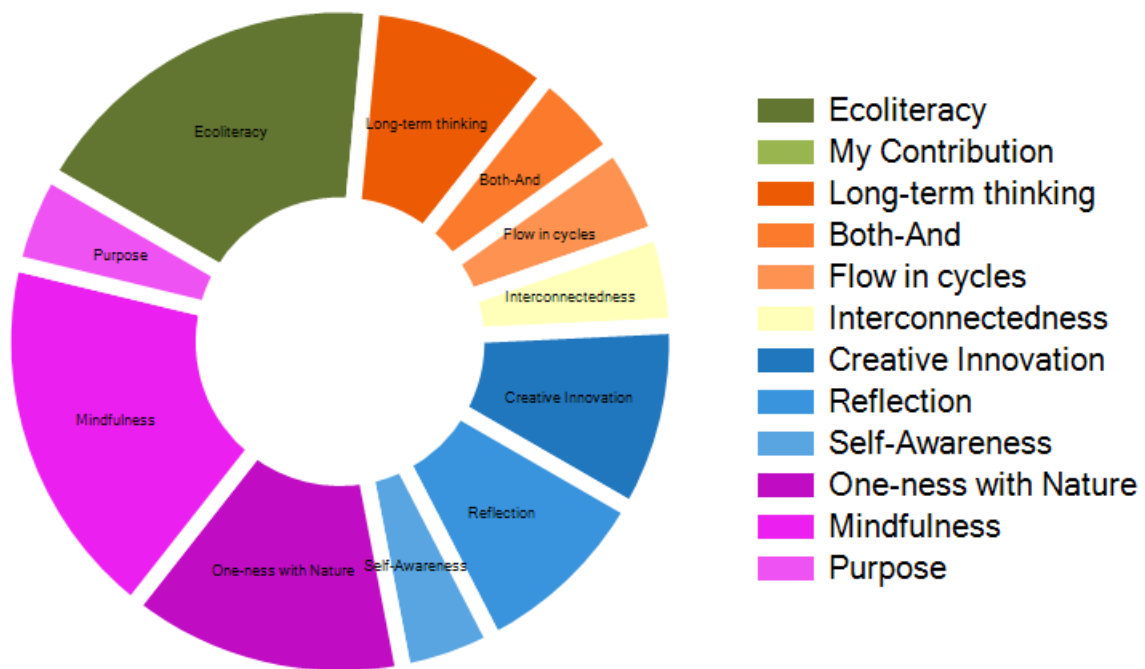 Ecoliteracy
Long-term thinking
Both-And
Flow in cycles
Interconnectedness
Creative Innovation
Reflection
Self-Awareness
One-ness with Nature
Mindfulness
Purpose
Ecoliteracy
My Contribution
Long-term thinking
Both-And
Flow in cycles
Interconnectedness
Creative Innovation
Reflection
Self-Awareness
One-ness with Nature
Mindfulness
Purpose